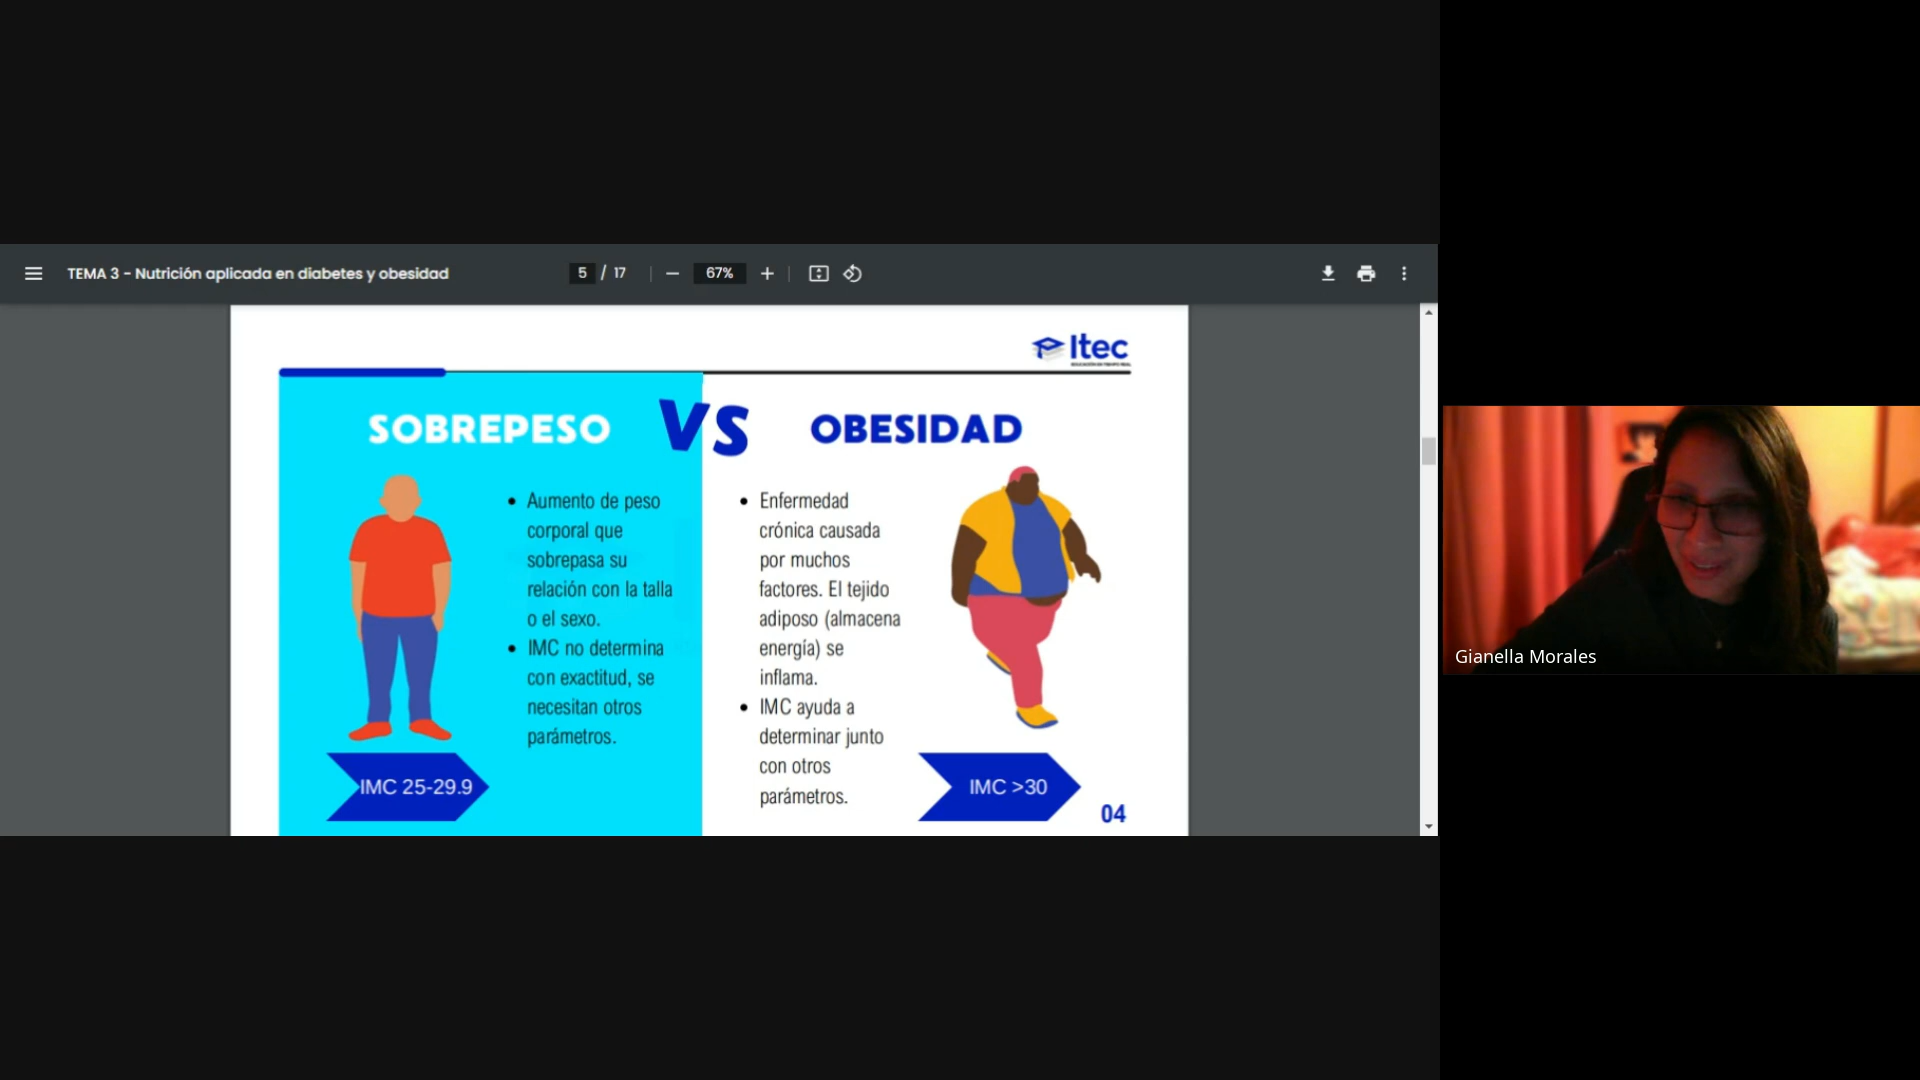 TEMA 3 - Nutrición aplicada en diabetes y obesidad
5 / 17
67%
Itec
SOBREPESO
VS
OBESIDAD
Aumento de peso
corporal que
sobrepasa su
relación con la talla
o el sexo.
IMC no determina
con exactitud, se
necesitan otros
parámetros.
IMC 25-29.9
Enfermedad
crónica causada
por muchos
factores. El tejido
adiposo (almacena
energía) se
inflama.
IMC ayuda a
determinar junto
con otros
parámetros.
IMC >30
04
Gianella Morales